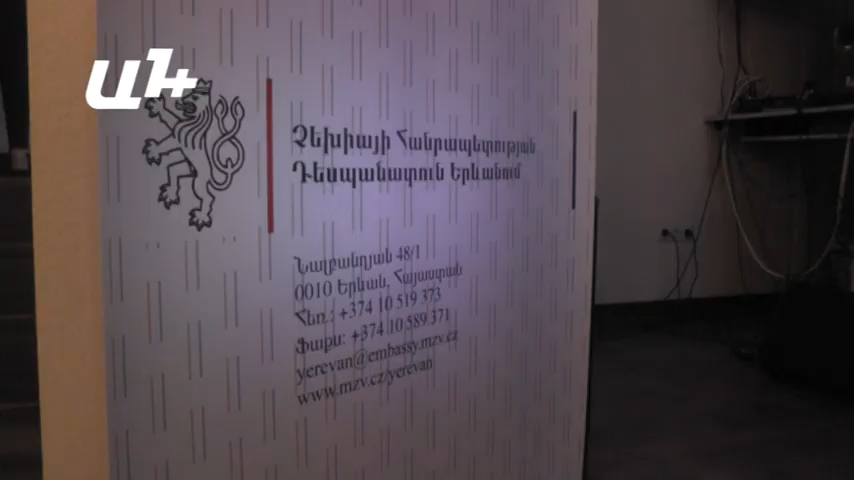 ԱՆ
Չեխիայի Հանրապետության
Դեսպանատուն Երևանում
Նալբանդյան 48/1
0010 Երևան, Հայաստան
Հեռ.: +374 10 519 373
Ֆաքս: +374 10 589 371
yerevan@embassy.mzv.cz
www.mzv.cz/yerevan